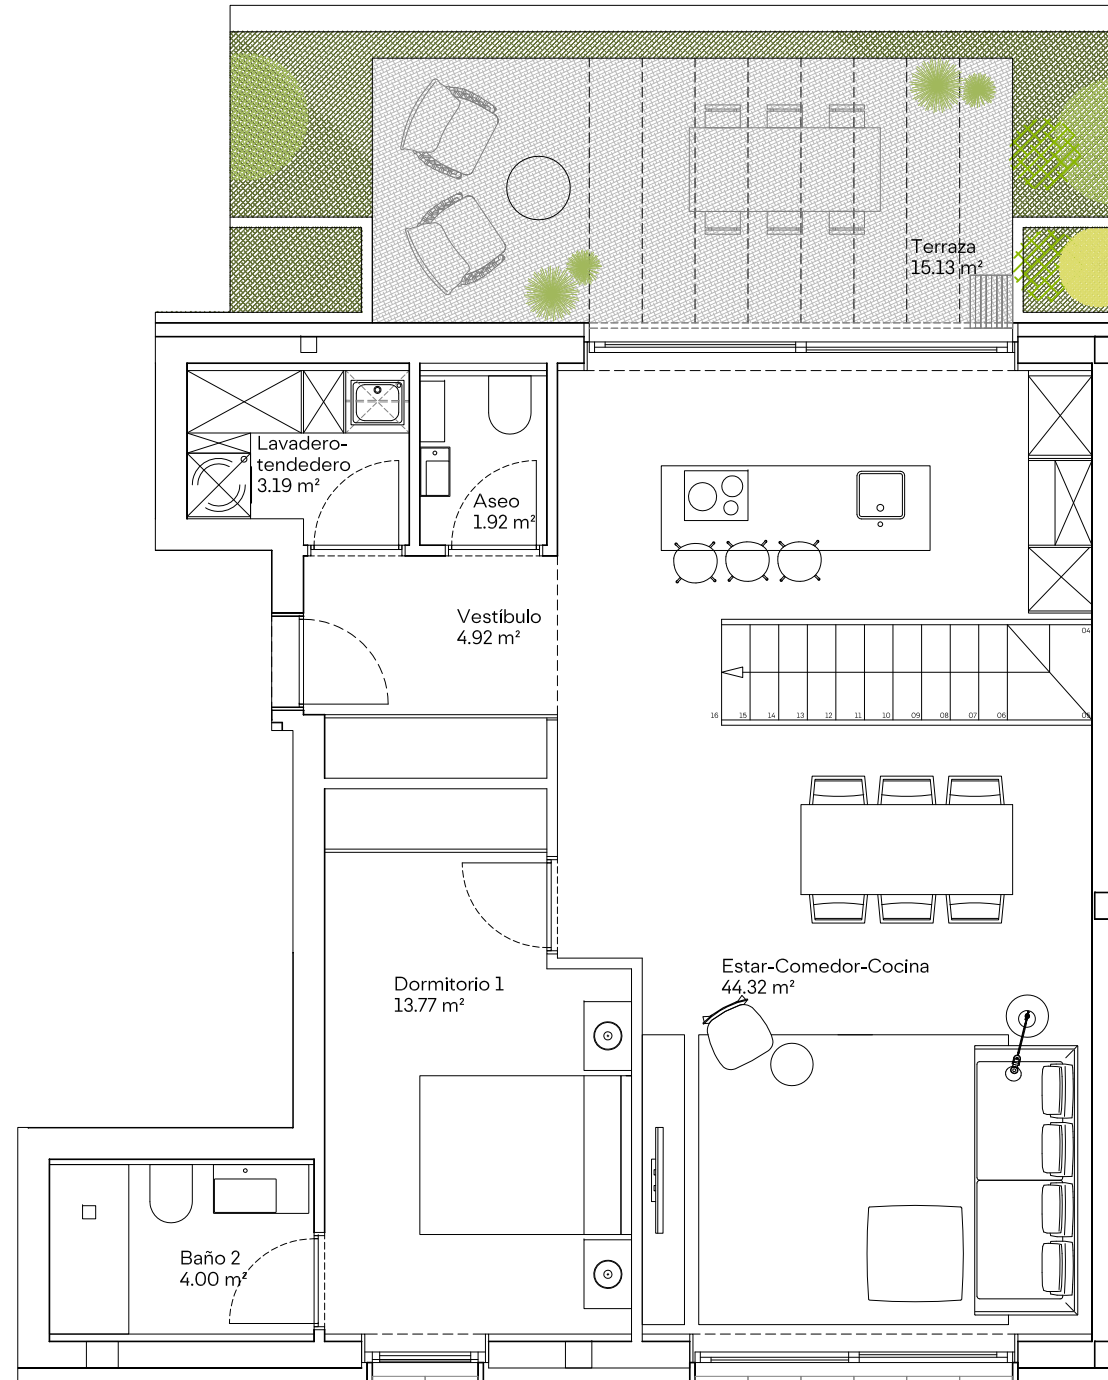 Terraza
15.13 m²
Lavadero-
tendedero
3.19 m²
Aseo
1.92 m²
Vestíbulo
4.92 m²
04
16 15 14 13 12 11 10 09 08 07 06 05
Estar-Comedor-Cocina
44.32 m²
Dormitorio 1
13.77 m²
Baño 2
4.00 m²